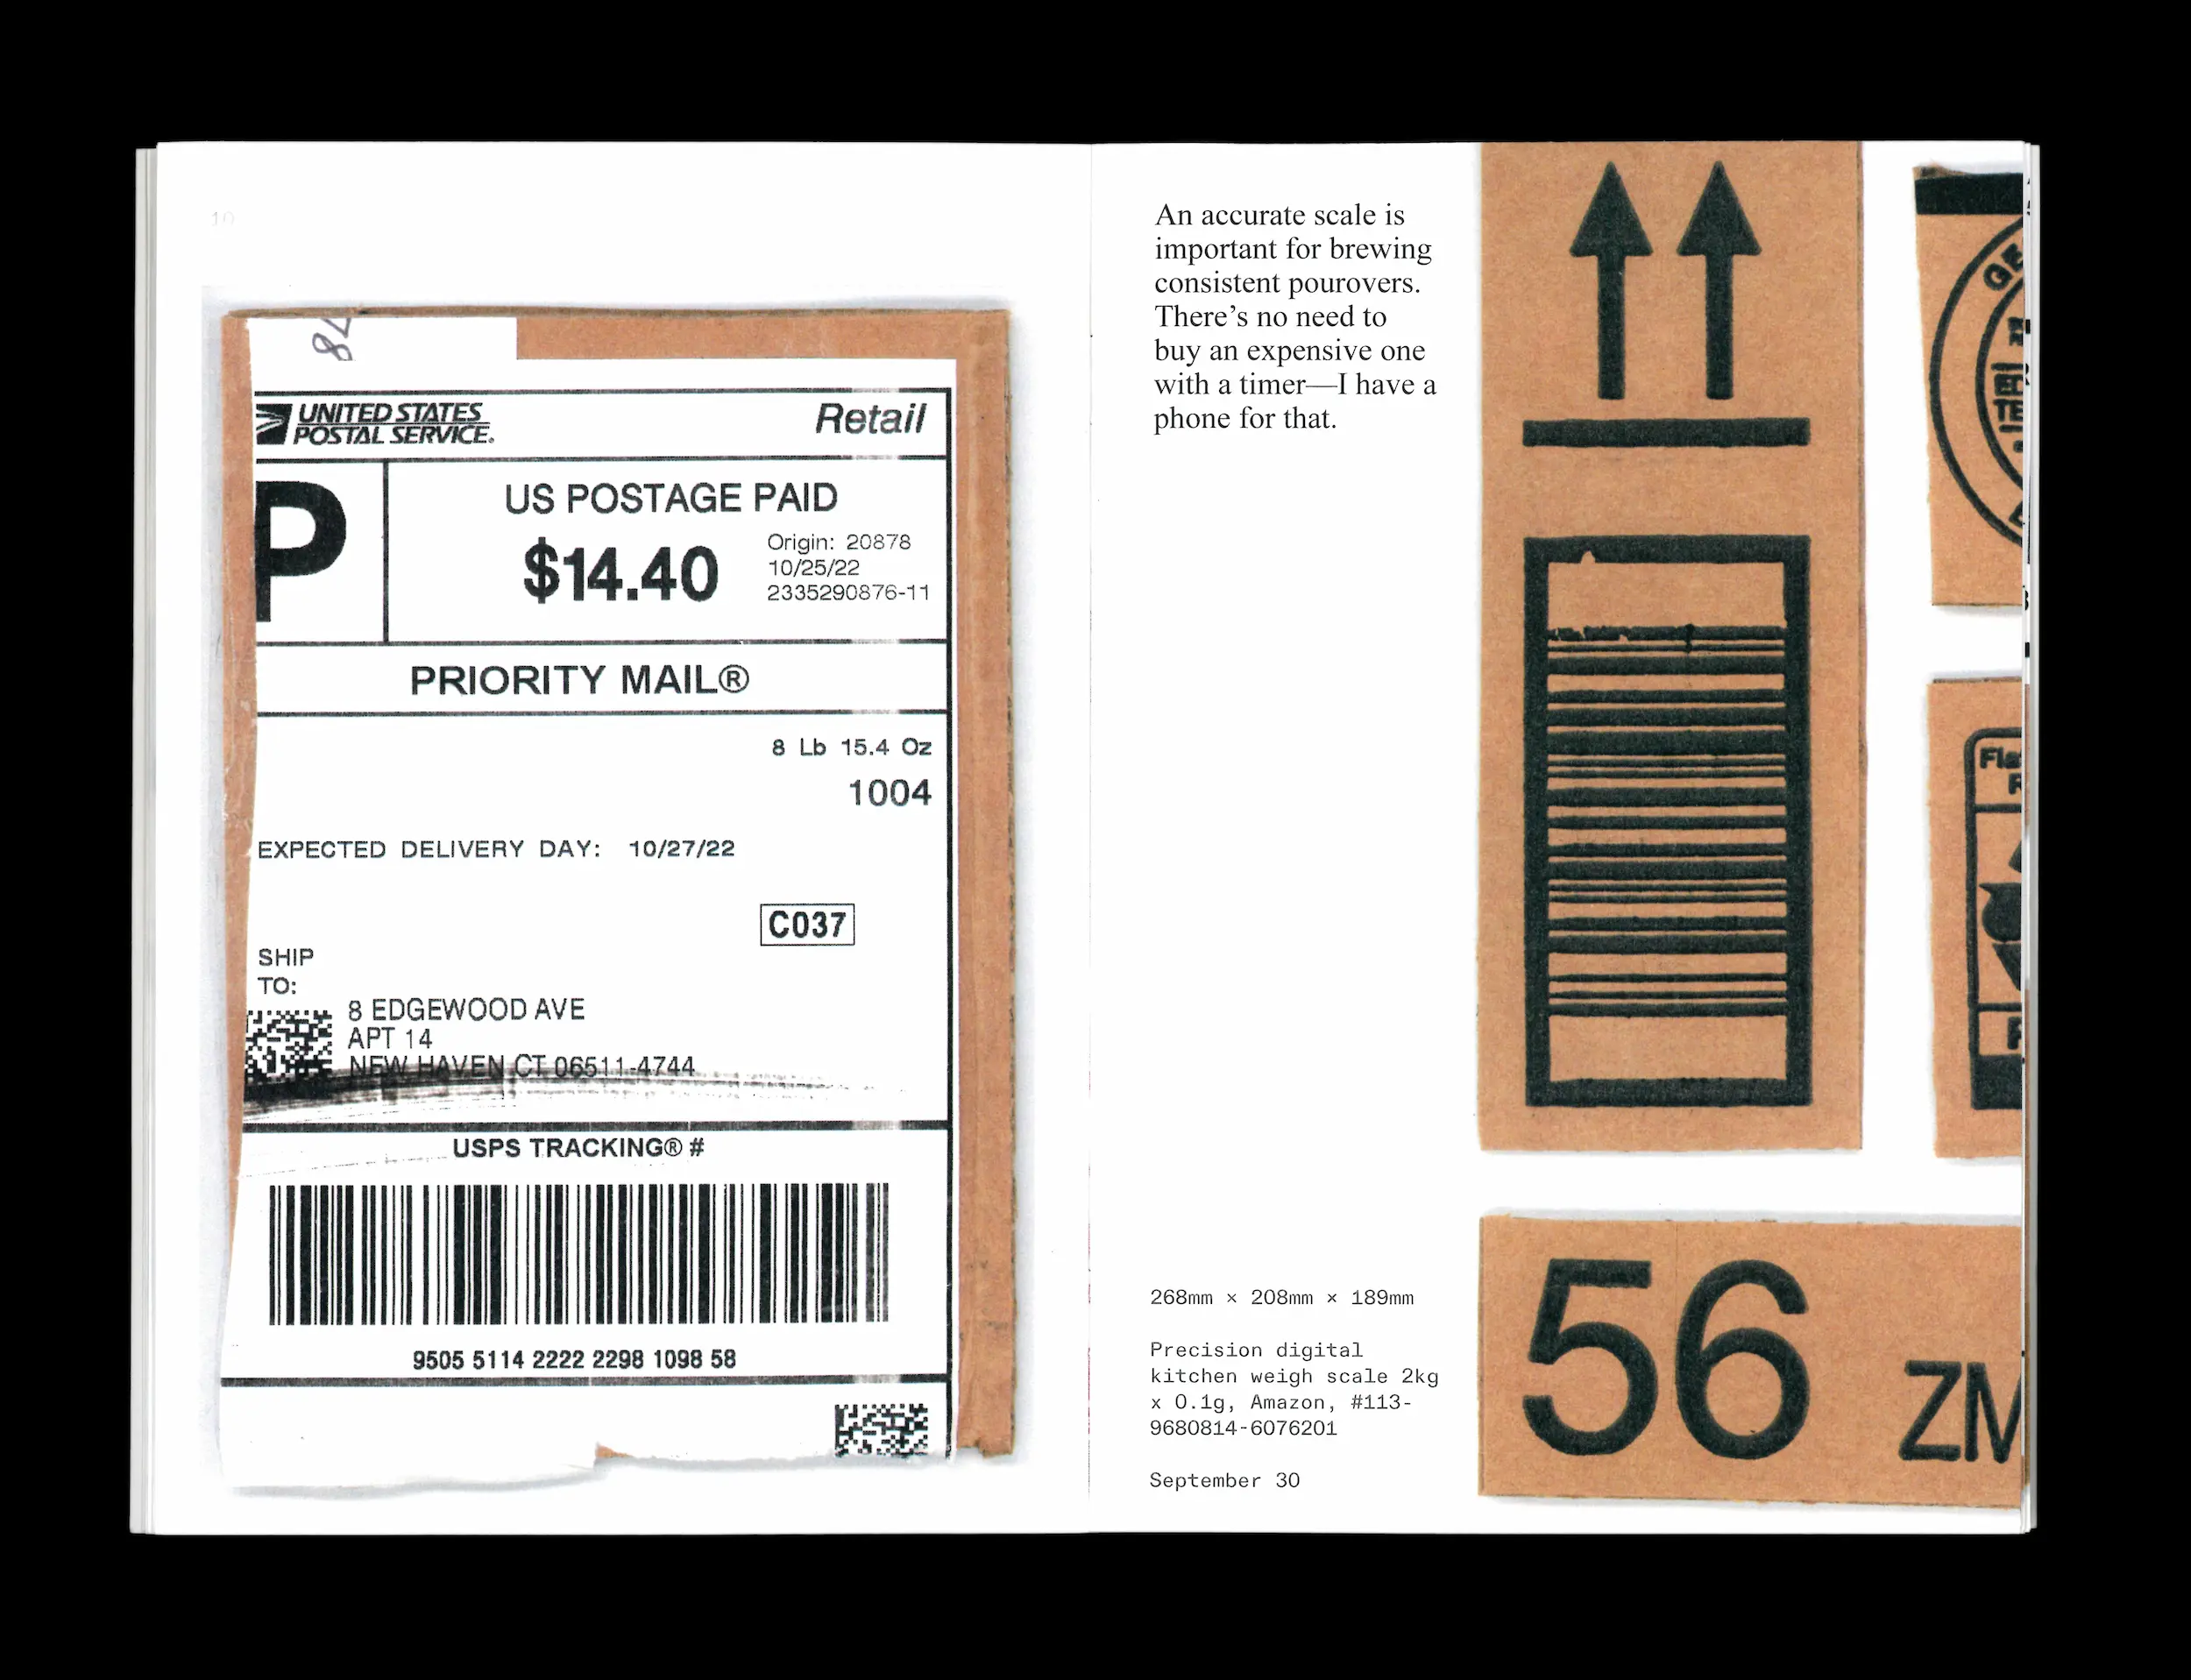 10
UNITED STATES
POSTAL SERVICE.
Retail
P
US POSTAGE PAID
$14.40
Origin: 20878
10/25/22
2335290876-11
PRIORITY MAIL®
8 Lb 15.4 Oz
1004
EXPECTED DELIVERY DAY: 10/27/22
C037
SHIP
TO:
8 EDGEWOOD AVE
APT 14
NEW HAVEN CT 06511-4744
USPS TRACKING® #
9505 5114 2222 2298 1098 58
An accurate scale is
important for brewing
consistent pourovers.
There’s no need to
buy an expensive one
with a timer—I have a
phone for that.
268mm × 208mm × 189mm
Precision digital
kitchen weigh scale 2kg
x 0.1g, Amazon, #113-
9680814-6076201
September 30
56